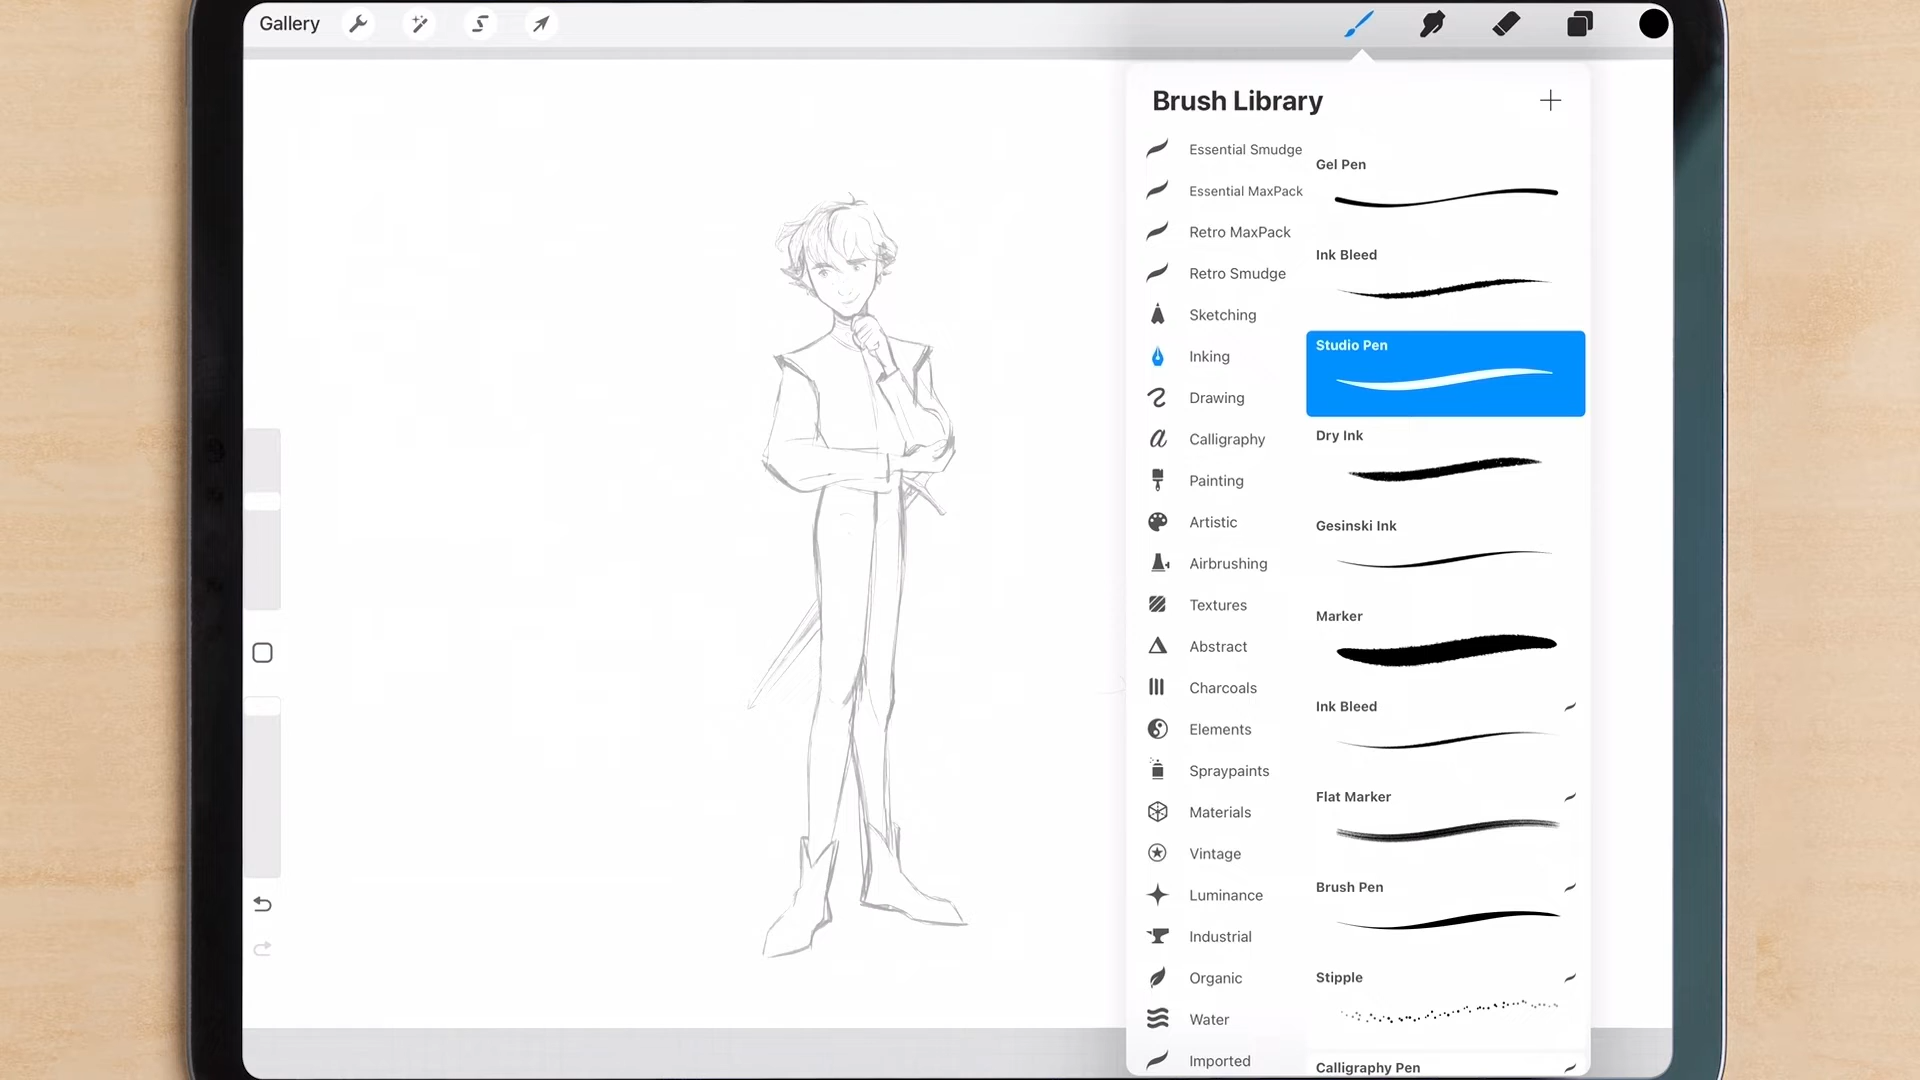 Gallery
Brush Library
Essential Smudge
Essential MaxPack
Retro MaxPack
Retro Smudge
Sketching
Inking
Drawing
Calligraphy
Painting
Artistic
Airbrushing
Textures
Abstract
Charcoals
Elements
Spraypaints
Materials
Vintage
Luminance
Industrial
Organic
Water
Imported
Gel Pen
Ink Bleed
Studio Pen
Dry Ink
Gesinski Ink
Marker
Ink Bleed
Flat Marker
Brush Pen
Stipple
Calligraphy Pen